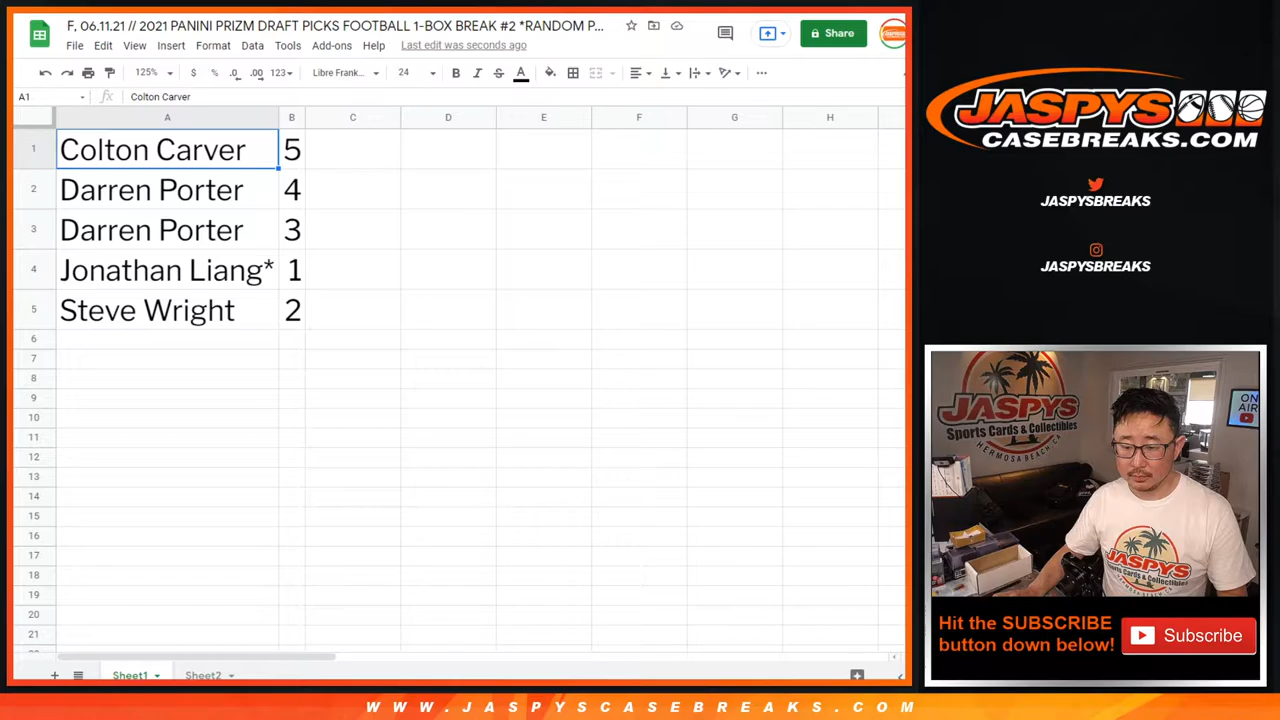 F, 06.11.21 // 2021 PANINI PRIZM DRAFT PICKS FOOTBALL 1-BOX BREAK #2 *RANDOM P...
File Edit View Insert Format Data Tools Add-ons Help Last edit was seconds ago
Share
125% $ % .0 .00 123 Libre Frank... 24 B I S A
A1 fx Colton Carver
A B C D E F G H
1 Colton Carver 5
2 Darren Porter 4
3 Darren Porter 3
4 Jonathan Liang* 1
5 Steve Wright 2
6
7
8
9
10
11
12
13
14
15
16
17
18
19
20
21
Sheet1 Sheet2
JASPYS
CASEBREAKS.COM
JASPYSBREAKS
JASPYSBREAKS
JASPYS
Sports Cards & Collectibles
HERMOSA BEACH, CA
ON
AIR
JASPYS
Hit the SUBSCRIBE
button down below!
Subscribe
WWW.JASPYSCASEBREAKS.COM